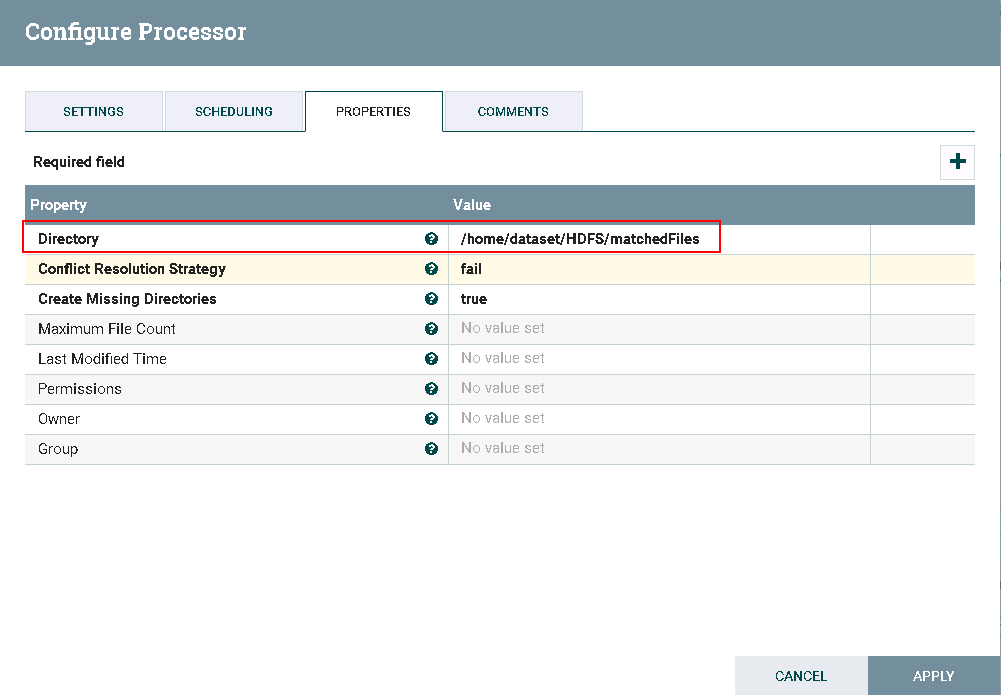 Configure Processor
SETTINGS SCHEDULING PROPERTIES COMMENTS
Required field
Property Value
Directory /home/dataset/HDFS/matchedFiles
Conflict Resolution Strategy fail
Create Missing Directories true
Maximum File Count No value set
Last Modified Time No value set
Permissions No value set
Owner No value set
Group No value set
CANCEL APPLY